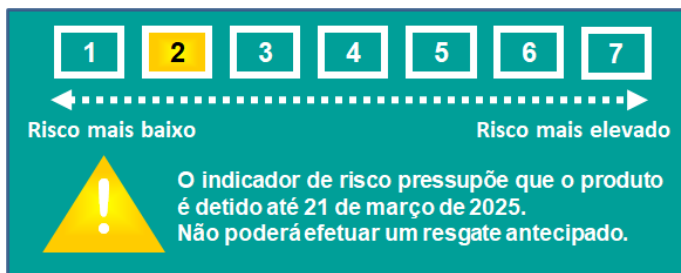 1 2 3 4 5 6 7
Risco mais baixo Risco mais elevado
! O indicador de risco pressupõe que o produto
é detido até 21 de março de 2025.
Não poderá efetuar um resgate antecipado.